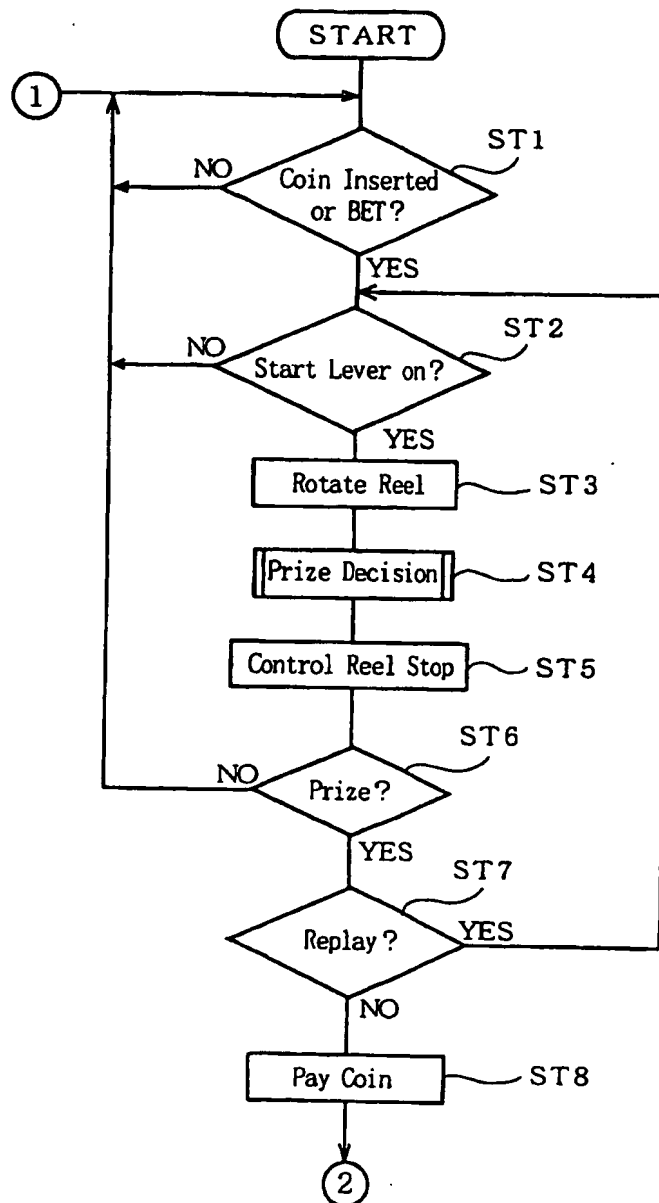 START
1
ST1
NO
Coin Inserted
or BET?
YES
ST2
NO
Start Lever on?
YES
Rotate Reel
ST3
Prize Decision
ST4
Control Reel Stop
ST5
ST6
NO
Prize?
YES
ST7
Replay?
YES
NO
Pay Coin
ST8
2